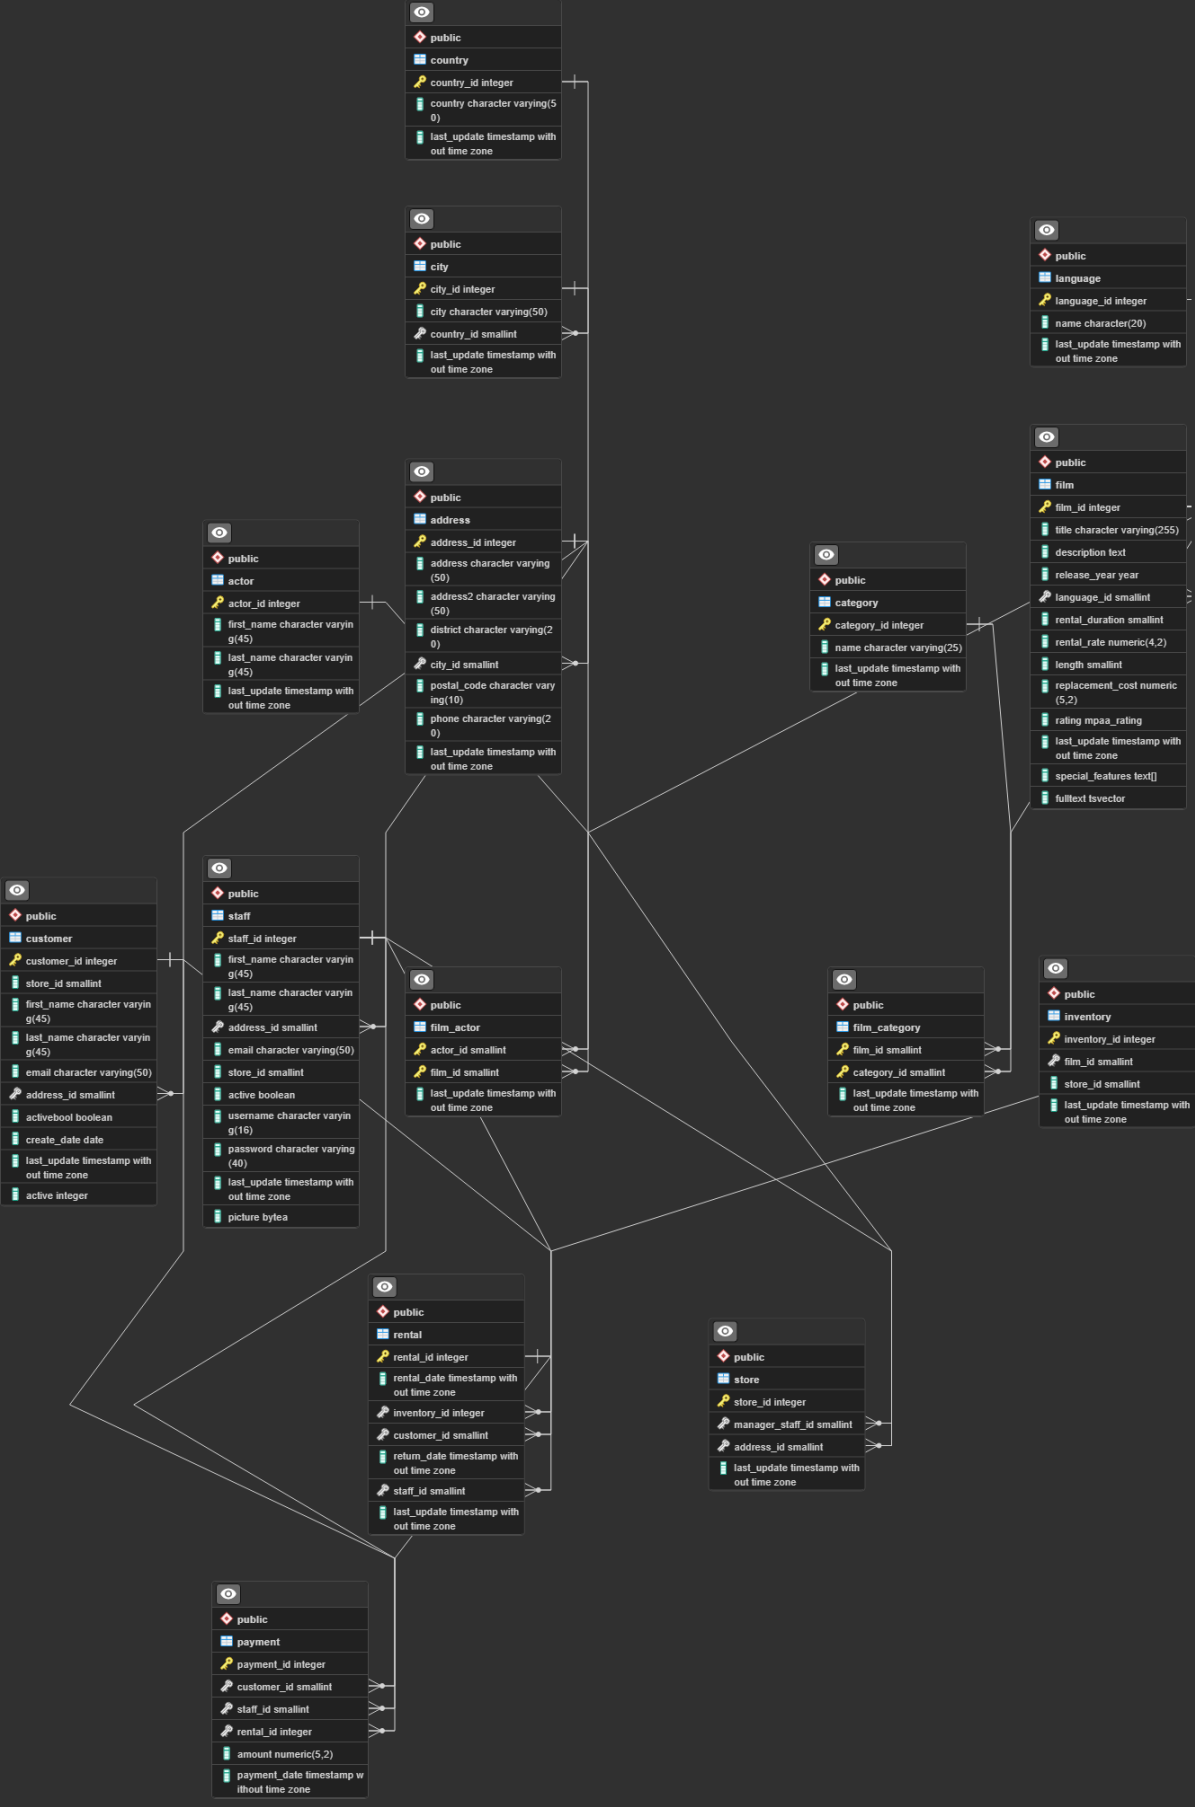 public
country
country_id integer
country character varying(5
0)
last_update timestamp with
out time zone
public
city
city_id integer
city character varying(50)
country_id smallint
last_update timestamp with
out time zone
public
language
language_id integer
name character(20)
last_update timestamp with
out time zone
public
address
address_id integer
address character varying
(50)
address2 character varying
(50)
district character varying(2
0)
city_id smallint
postal_code character vary
ing(10)
phone character varying(2
0)
last_update timestamp with
out time zone
public
actor
actor_id integer
first_name character varyin
g(45)
last_name character varyin
g(45)
last_update timestamp with
out time zone
public
category
category_id integer
name character varying(25)
last_update timestamp with
out time zone
public
film
film_id integer
title character varying(255)
description text
release_year year
language_id smallint
rental_duration smallint
rental_rate numeric(4,2)
length smallint
replacement_cost numeric
(5,2)
rating mpaa_rating
last_update timestamp with
out time zone
special_features text[]
fulltext tsvector
public
customer
customer_id integer
store_id smallint
first_name character varyin
g(45)
last_name character varyin
g(45)
email character varying(50)
address_id smallint
activebool boolean
create_date date
last_update timestamp with
out time zone
active integer
public
staff
staff_id integer
first_name character varyin
g(45)
last_name character varyin
g(45)
address_id smallint
email character varying(50)
store_id smallint
active boolean
username character varyin
g(16)
password character varying
(40)
last_update timestamp with
out time zone
picture bytea
public
film_actor
actor_id smallint
film_id smallint
last_update timestamp with
out time zone
public
film_category
film_id smallint
category_id smallint
last_update timestamp with
out time zone
public
inventory
inventory_id integer
film_id smallint
store_id smallint
last_update timestamp with
out time zone
public
rental
rental_id integer
rental_date timestamp with
out time zone
inventory_id integer
customer_id smallint
return_date timestamp with
out time zone
staff_id smallint
last_update timestamp with
out time zone
public
store
store_id integer
manager_staff_id smallint
address_id smallint
last_update timestamp with
out time zone
public
payment
payment_id integer
customer_id smallint
staff_id smallint
rental_id integer
amount numeric(5,2)
payment_date timestamp w
ithout time zone